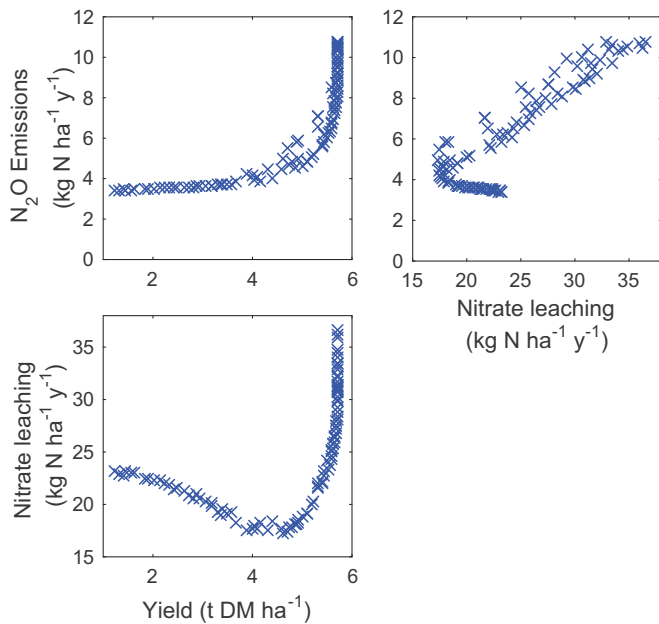 12
10
8
6
4
2
0
2 4 6
N₂O Emissions
(kg N ha⁻¹ y⁻¹)
12
10
8
6
4
2
0
15 20 25 30 35
Nitrate leaching
(kg N ha⁻¹ y⁻¹)
35
30
25
20
15
2 4 6
Nitrate leaching
(kg N ha⁻¹ y⁻¹)
Yield (t DM ha⁻¹)